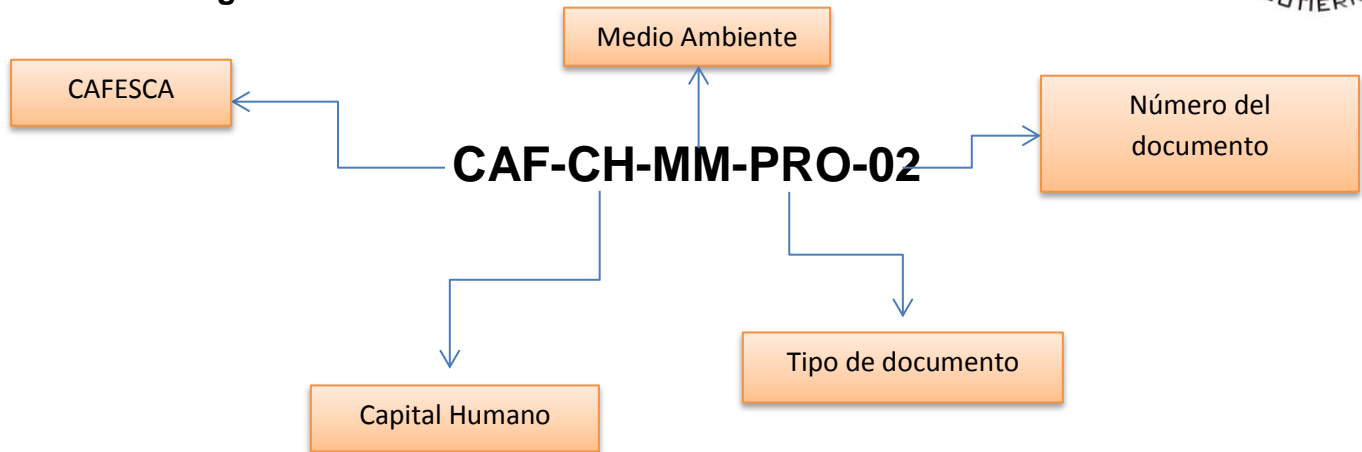 Medio Ambiente
CAFESCA
Número del
documento
CAF-CH-MM-PRO-02
Tipo de documento
Capital Humano